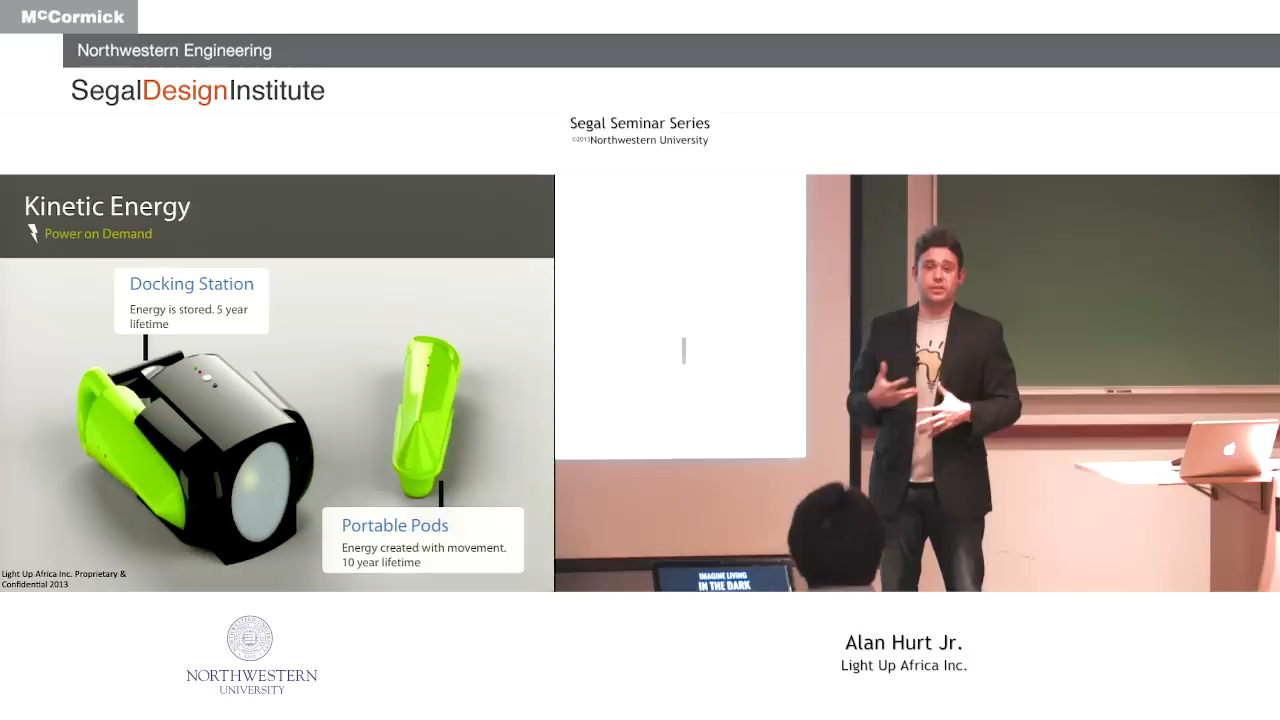 McCormick
Northwestern Engineering
SegalDesignInstitute
Segal Seminar Series
©2013Northwestern University
Kinetic Energy
Power on Demand
Docking Station
Energy is stored. 5 year
lifetime
Portable Pods
Energy created with movement.
10 year lifetime
Light Up Africa Inc. Proprietary &
Confidential 2013
IMAGINE LIVING
IN THE DARK
NORTHWESTERN
UNIVERSITY
Alan Hurt Jr.
Light Up Africa Inc.